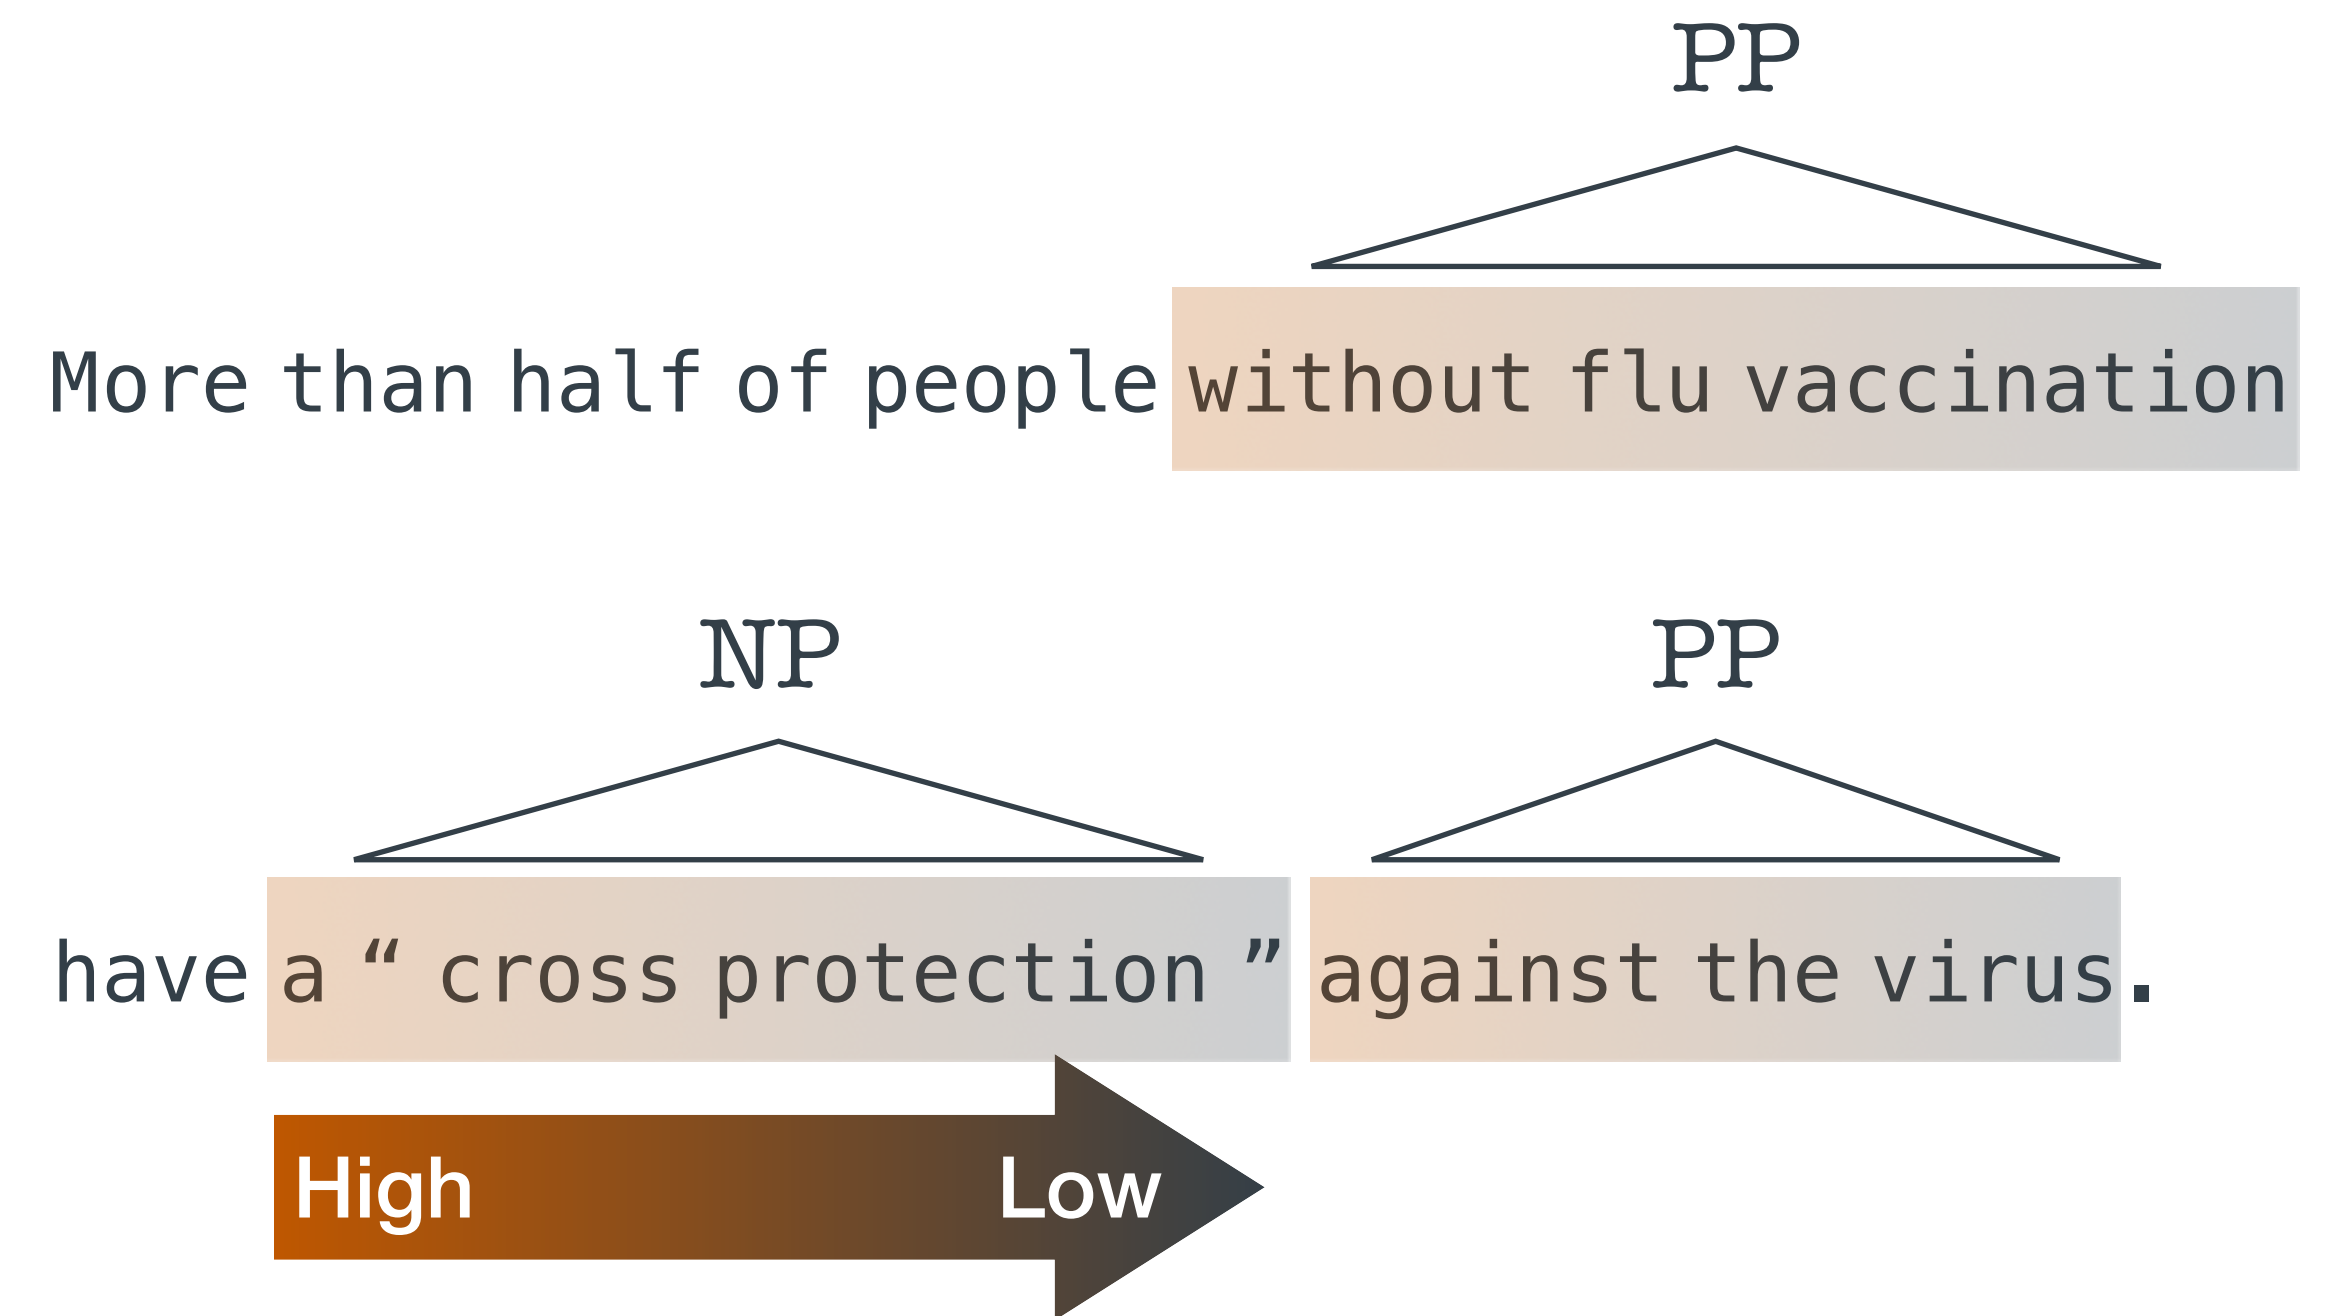 PP
More than half of people without flu vaccination
NP PP
have a “ cross protection ” against the virus.
High Low